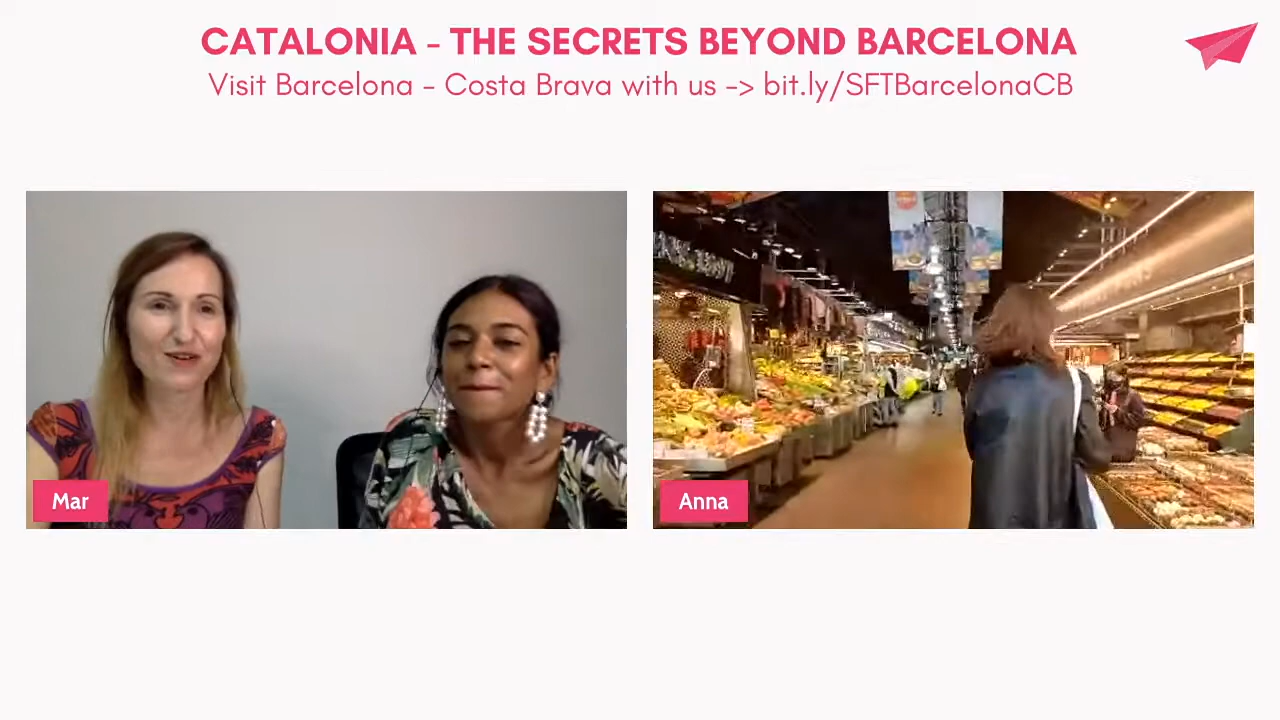 CATALONIA - THE SECRETS BEYOND BARCELONA
Visit Barcelona - Costa Brava with us -> bit.ly/SFTBarcelonaCB
Mar
Anna